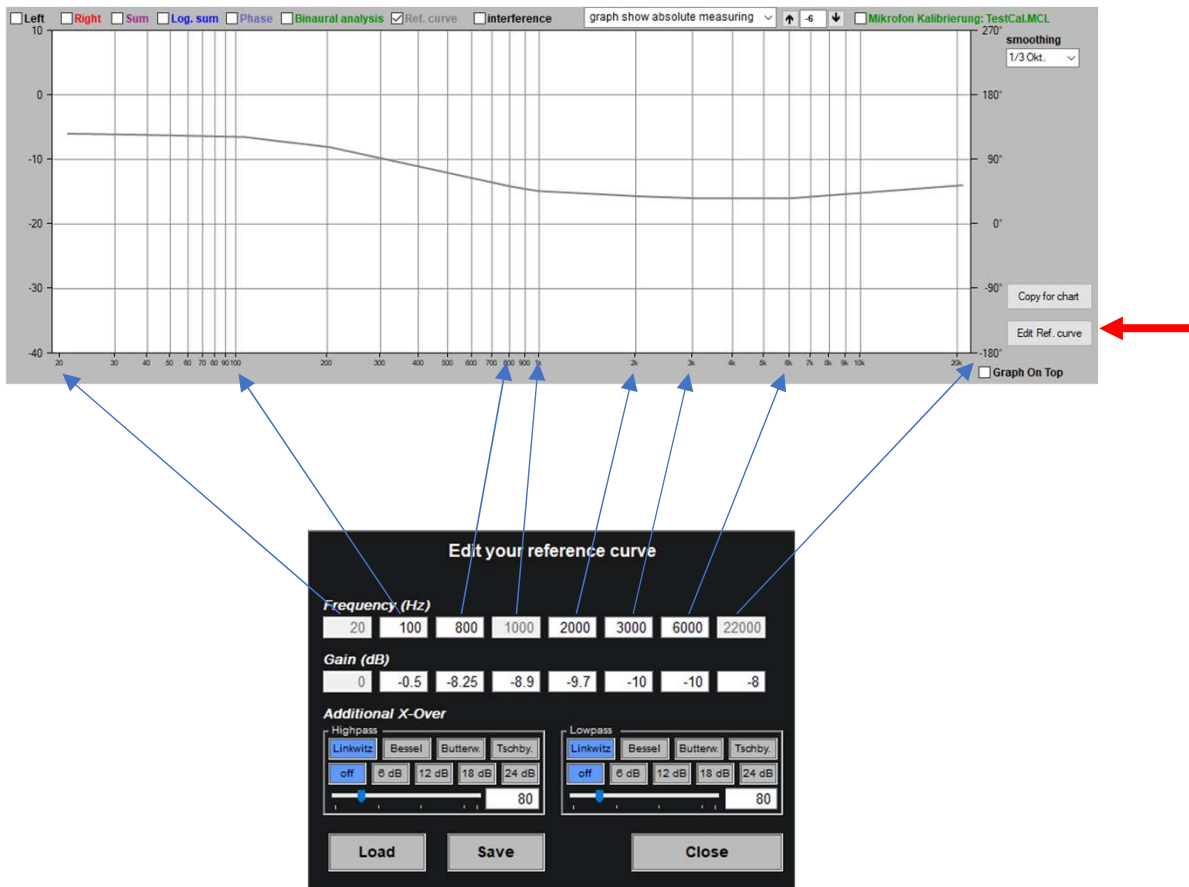 Left Right Sum Log. sum Phase Binaural analysis Ref. curve interference graph show absolute measuring -6 Mikrofon Kalibrierung: TestCal.MCL
10 270°
smoothing
1/3 Okt.
0 180°
-10 90°
-20 0°
-30 -90°
Copy for chart
Edit Ref. curve
-40 -180°
20 30 40 50 60 70 80 90 100 200 300 400 500 600 700 800 900 1k 2k 3k 4k 5k 6k 7k 8k 9k 10k 20k
Graph On Top
Edit your reference curve
Frequency (Hz)
20 100 800 1000 2000 3000 6000 22000
Gain (dB)
0 -0.5 -8.25 -8.9 -9.7 -10 -10 -8
Additional X-Over
Highpass Lowpass
Linkwitz Bessel Butterw. Tschby. Linkwitz Bessel Butterw. Tschby.
off 6 dB 12 dB 18 dB 24 dB off 6 dB 12 dB 18 dB 24 dB
80 80
Load Save Close